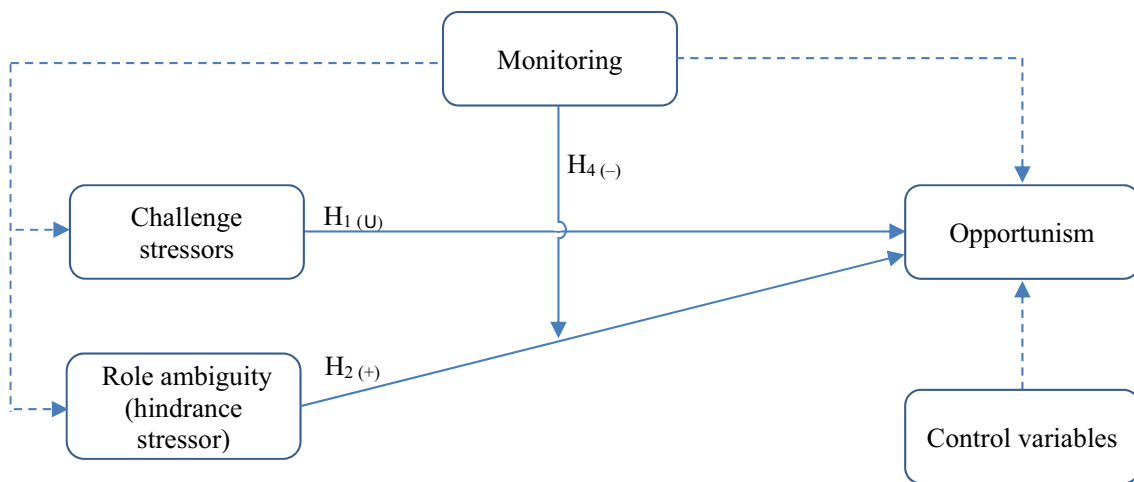 Monitoring
H4 (–)
Challenge
stressors
H1 (U)
Opportunism
Role ambiguity
(hindrance
stressor)
H2 (+)
Control variables